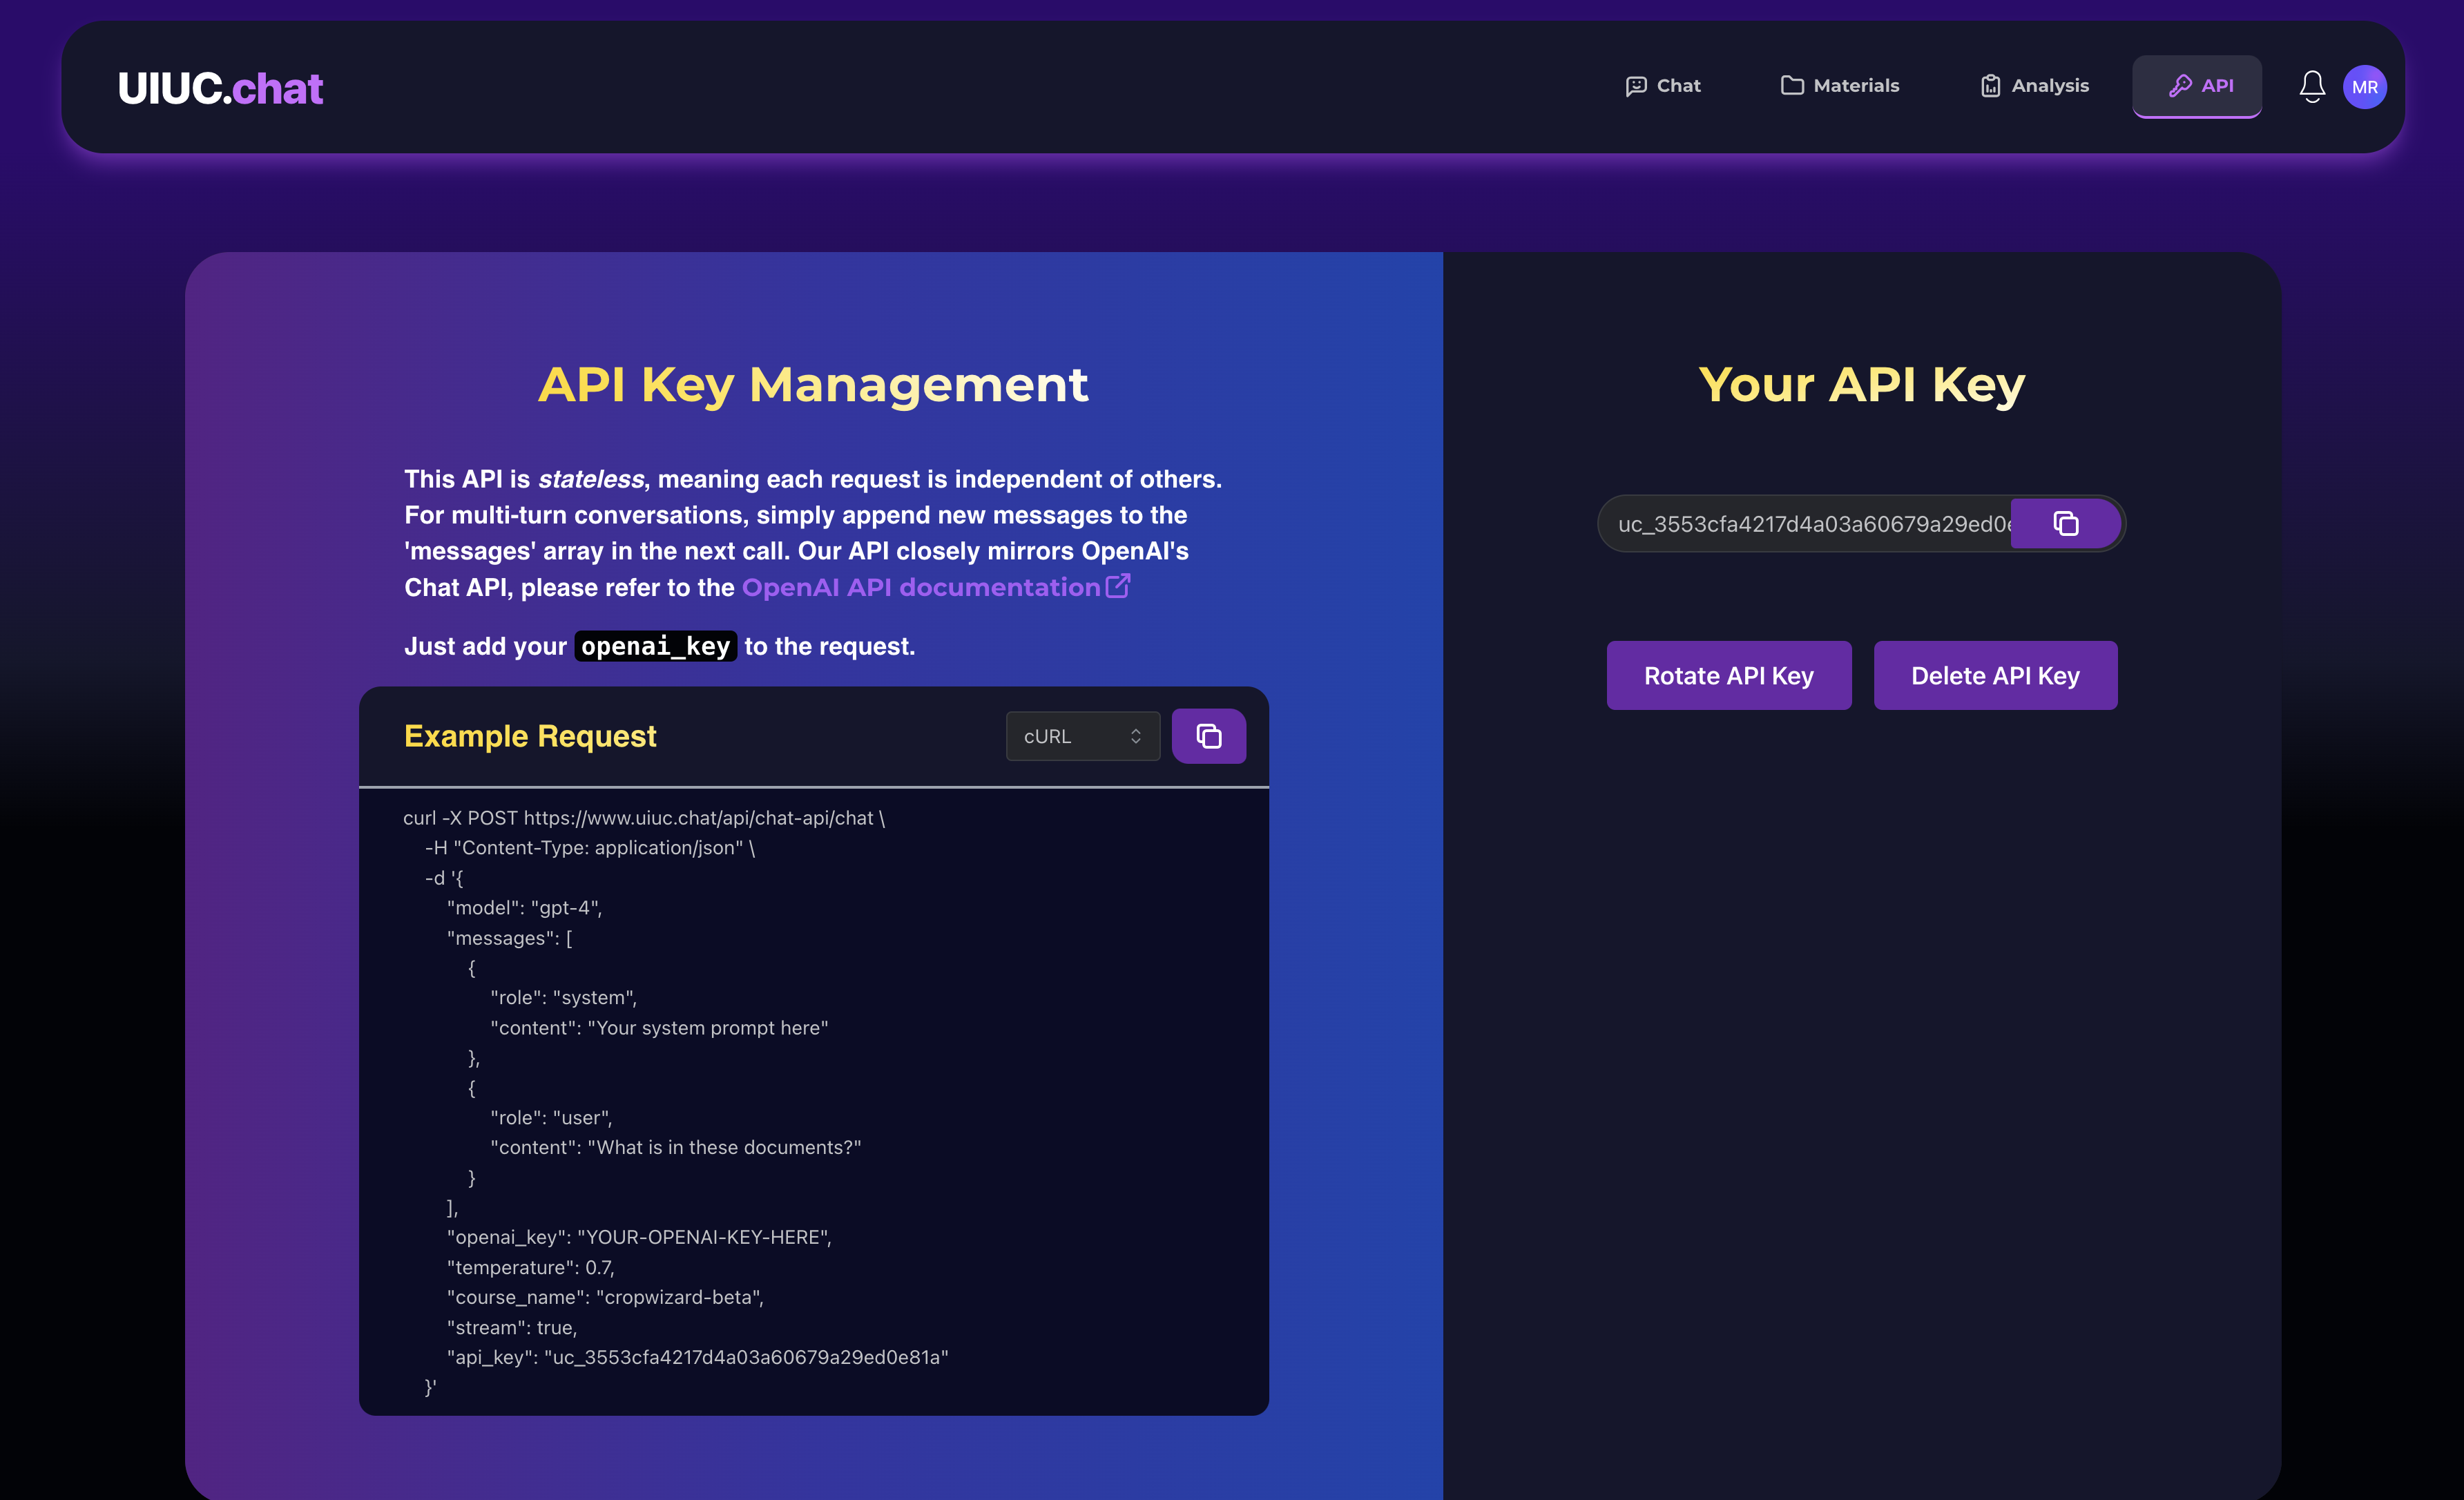 UIUC.chat
Chat
Materials
Analysis
API
MR
API Key Management
This API is stateless, meaning each request is independent of others.
For multi-turn conversations, simply append new messages to the
'messages' array in the next call. Our API closely mirrors OpenAI's
Chat API, please refer to the OpenAI API documentation
Just add your openai_key to the request.
Example Request
cURL
curl -X POST https://www.uiuc.chat/api/chat-api/chat \
-H "Content-Type: application/json" \
-d '{
"model": "gpt-4",
"messages": [
{
"role": "system",
"content": "Your system prompt here"
},
{
"role": "user",
"content": "What is in these documents?"
}
],
"openai_key": "YOUR-OPENAI-KEY-HERE",
"temperature": 0.7,
"course_name": "cropwizard-beta",
"stream": true,
"api_key": "uc_3553cfa4217d4a03a60679a29ed0e81a"
}'
Your API Key
uc_3553cfa4217d4a03a60679a29ed0e
Rotate API Key
Delete API Key